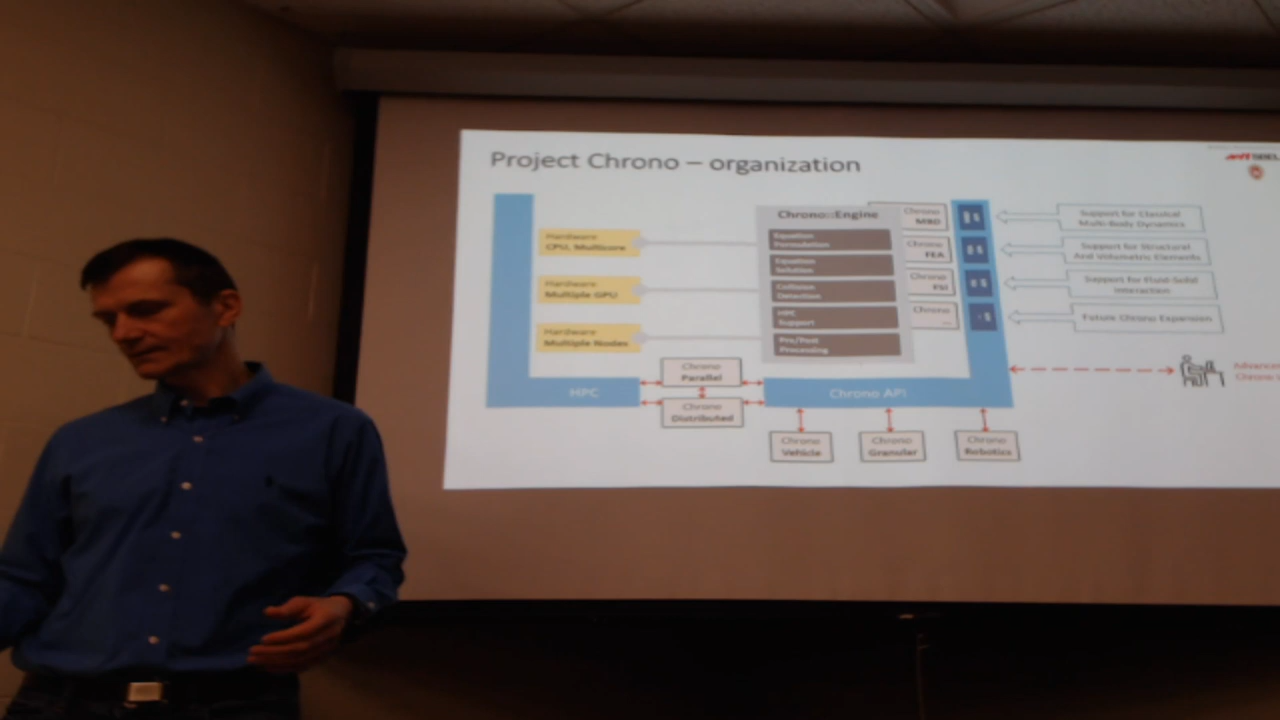 Project Chrono – organization
Hardware
CPU, Multicore
Hardware
Multiple GPU
Hardware
Multiple Nodes
Chrono::Engine
Equation
Formulation
Equation
Solution
Collision
Detection
HPC
Support
Pre/Post
Processing
Chrono
MBD
Chrono
FEA
Chrono
FSI
Chrono
...
Support for Classical
Multi-Body Dynamics
Support for Structural
And Volumetric Elements
Support for Fluid-Solid
Interaction
Future Chrono Expansion
HPC
Chrono
Parallel
Chrono
Distributed
Chrono API
Advance
Chrono
Chrono
Vehicle
Chrono
Granular
Chrono
Robotics